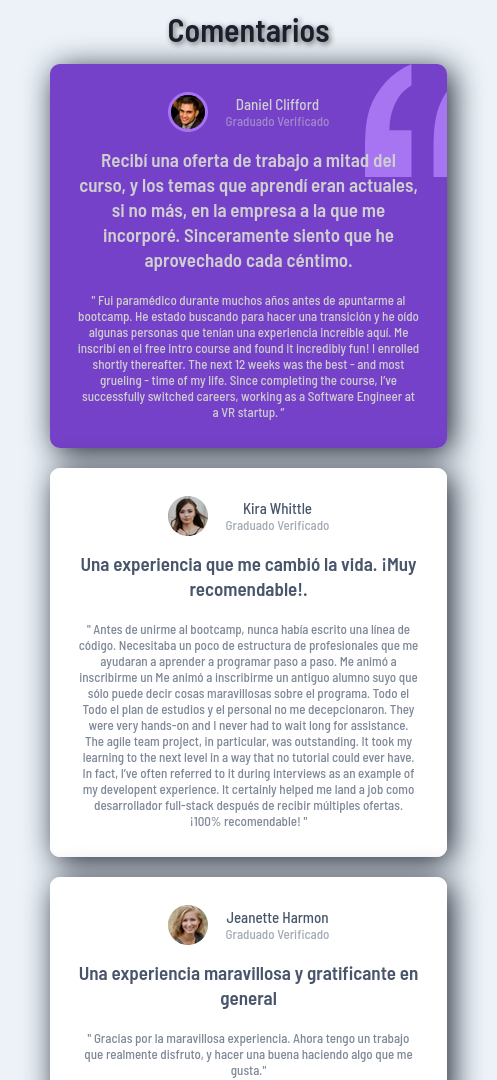 Comentarios
Daniel Clifford
Graduado Verificado
Recibí una oferta de trabajo a mitad del
curso, y los temas que aprendí eran actuales,
si no más, en la empresa a la que me
incorporé. Sinceramente siento que he
aprovechado cada céntimo.
" Fui paramédico durante muchos años antes de apuntarme al
bootcamp. He estado buscando para hacer una transición y he oído
algunas personas que tenían una experiencia increíble aquí. Me
inscribí en el free intro course and found it incredibly fun! I enrolled
shortly thereafter. The next 12 weeks was the best - and most
grueling - time of my life. Since completing the course, I've
successfully switched careers, working as a Software Engineer at
a VR startup. "
Kira Whittle
Graduado Verificado
Una experiencia que me cambió la vida. ¡Muy
recomendable!.
" Antes de unirme al bootcamp, nunca había escrito una línea de
código. Necesitaba un poco de estructura de profesionales que me
ayudaran a aprender a programar paso a paso. Me animó a
inscribirme un Me animó a inscribirme un antiguo alumno suyo que
sólo puede decir cosas maravillosas sobre el programa. Todo el
Todo el plan de estudios y el personal no me decepcionaron. They
were very hands-on and I never had to wait long for assistance.
The agile team project, in particular, was outstanding. It took my
learning to the next level in a way that no tutorial could ever have.
In fact, I've often referred to it during interviews as an example of
my developent experience. It certainly helped me land a job como
desarrollador full-stack después de recibir múltiples ofertas.
¡100% recomendable! "
Jeanette Harmon
Graduado Verificado
Una experiencia maravillosa y gratificante en
general
" Gracias por la maravillosa experiencia. Ahora tengo un trabajo
que realmente disfruto, y hacer una buena haciendo algo que me
gusta."